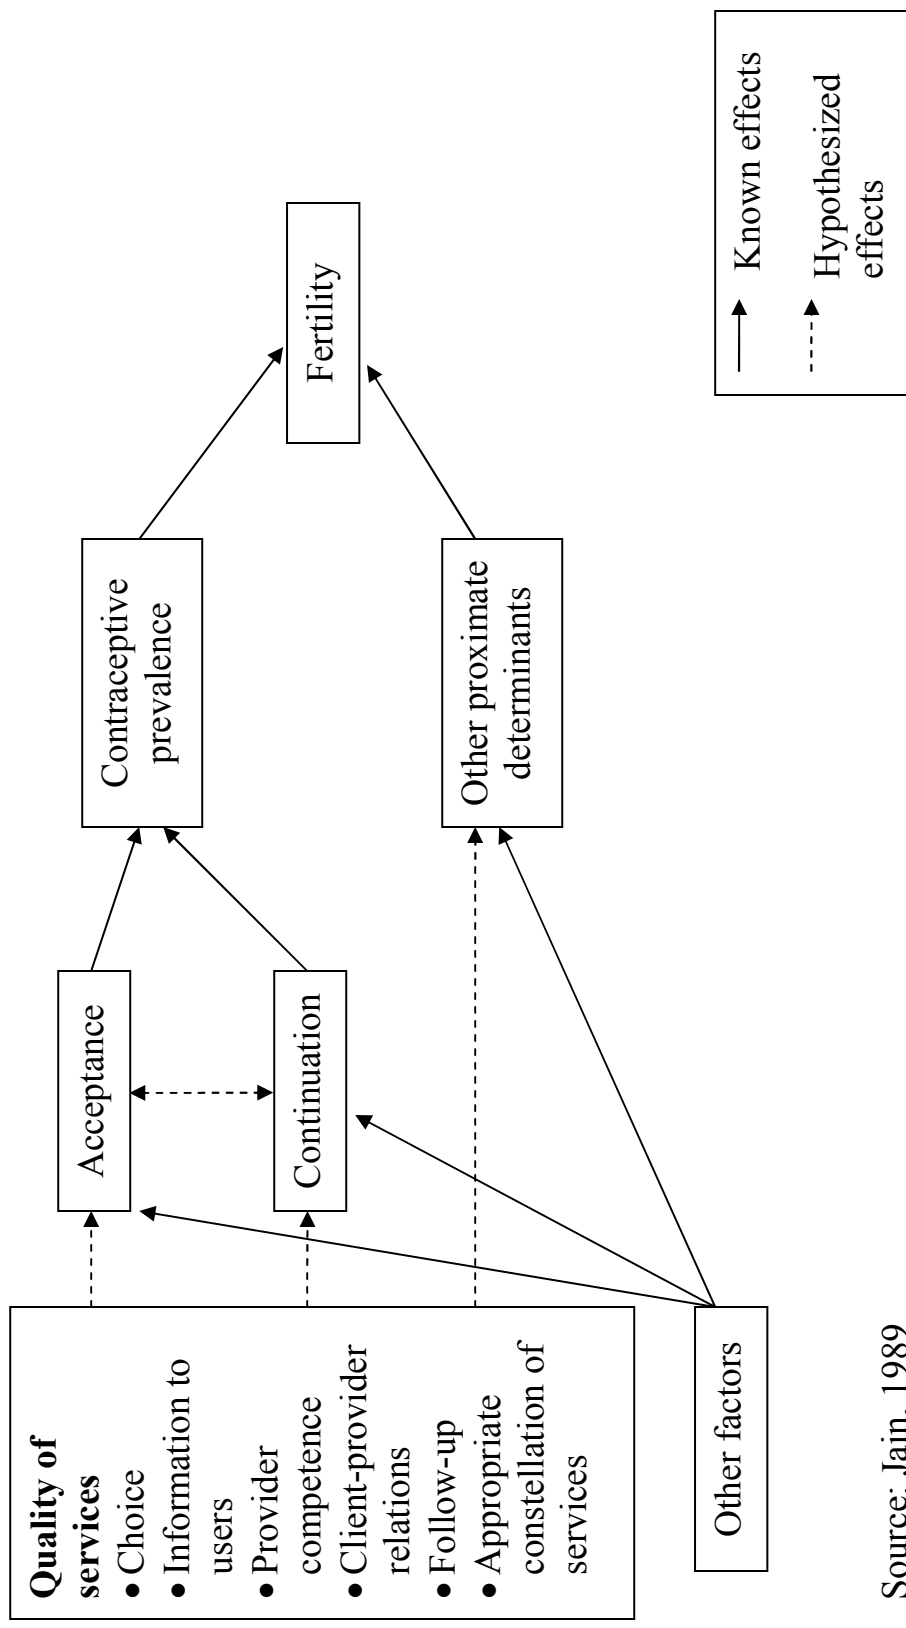 Quality of
services
• Choice
• Information to
users
• Provider
competence
• Client-provider
relations
• Follow-up
• Appropriate
constellation of
services
Other factors
Acceptance
Continuation
Contraceptive
prevalence
Other proximate
determinants
Fertility
Known effects
Hypothesized
effects
Source: Jain, 1989